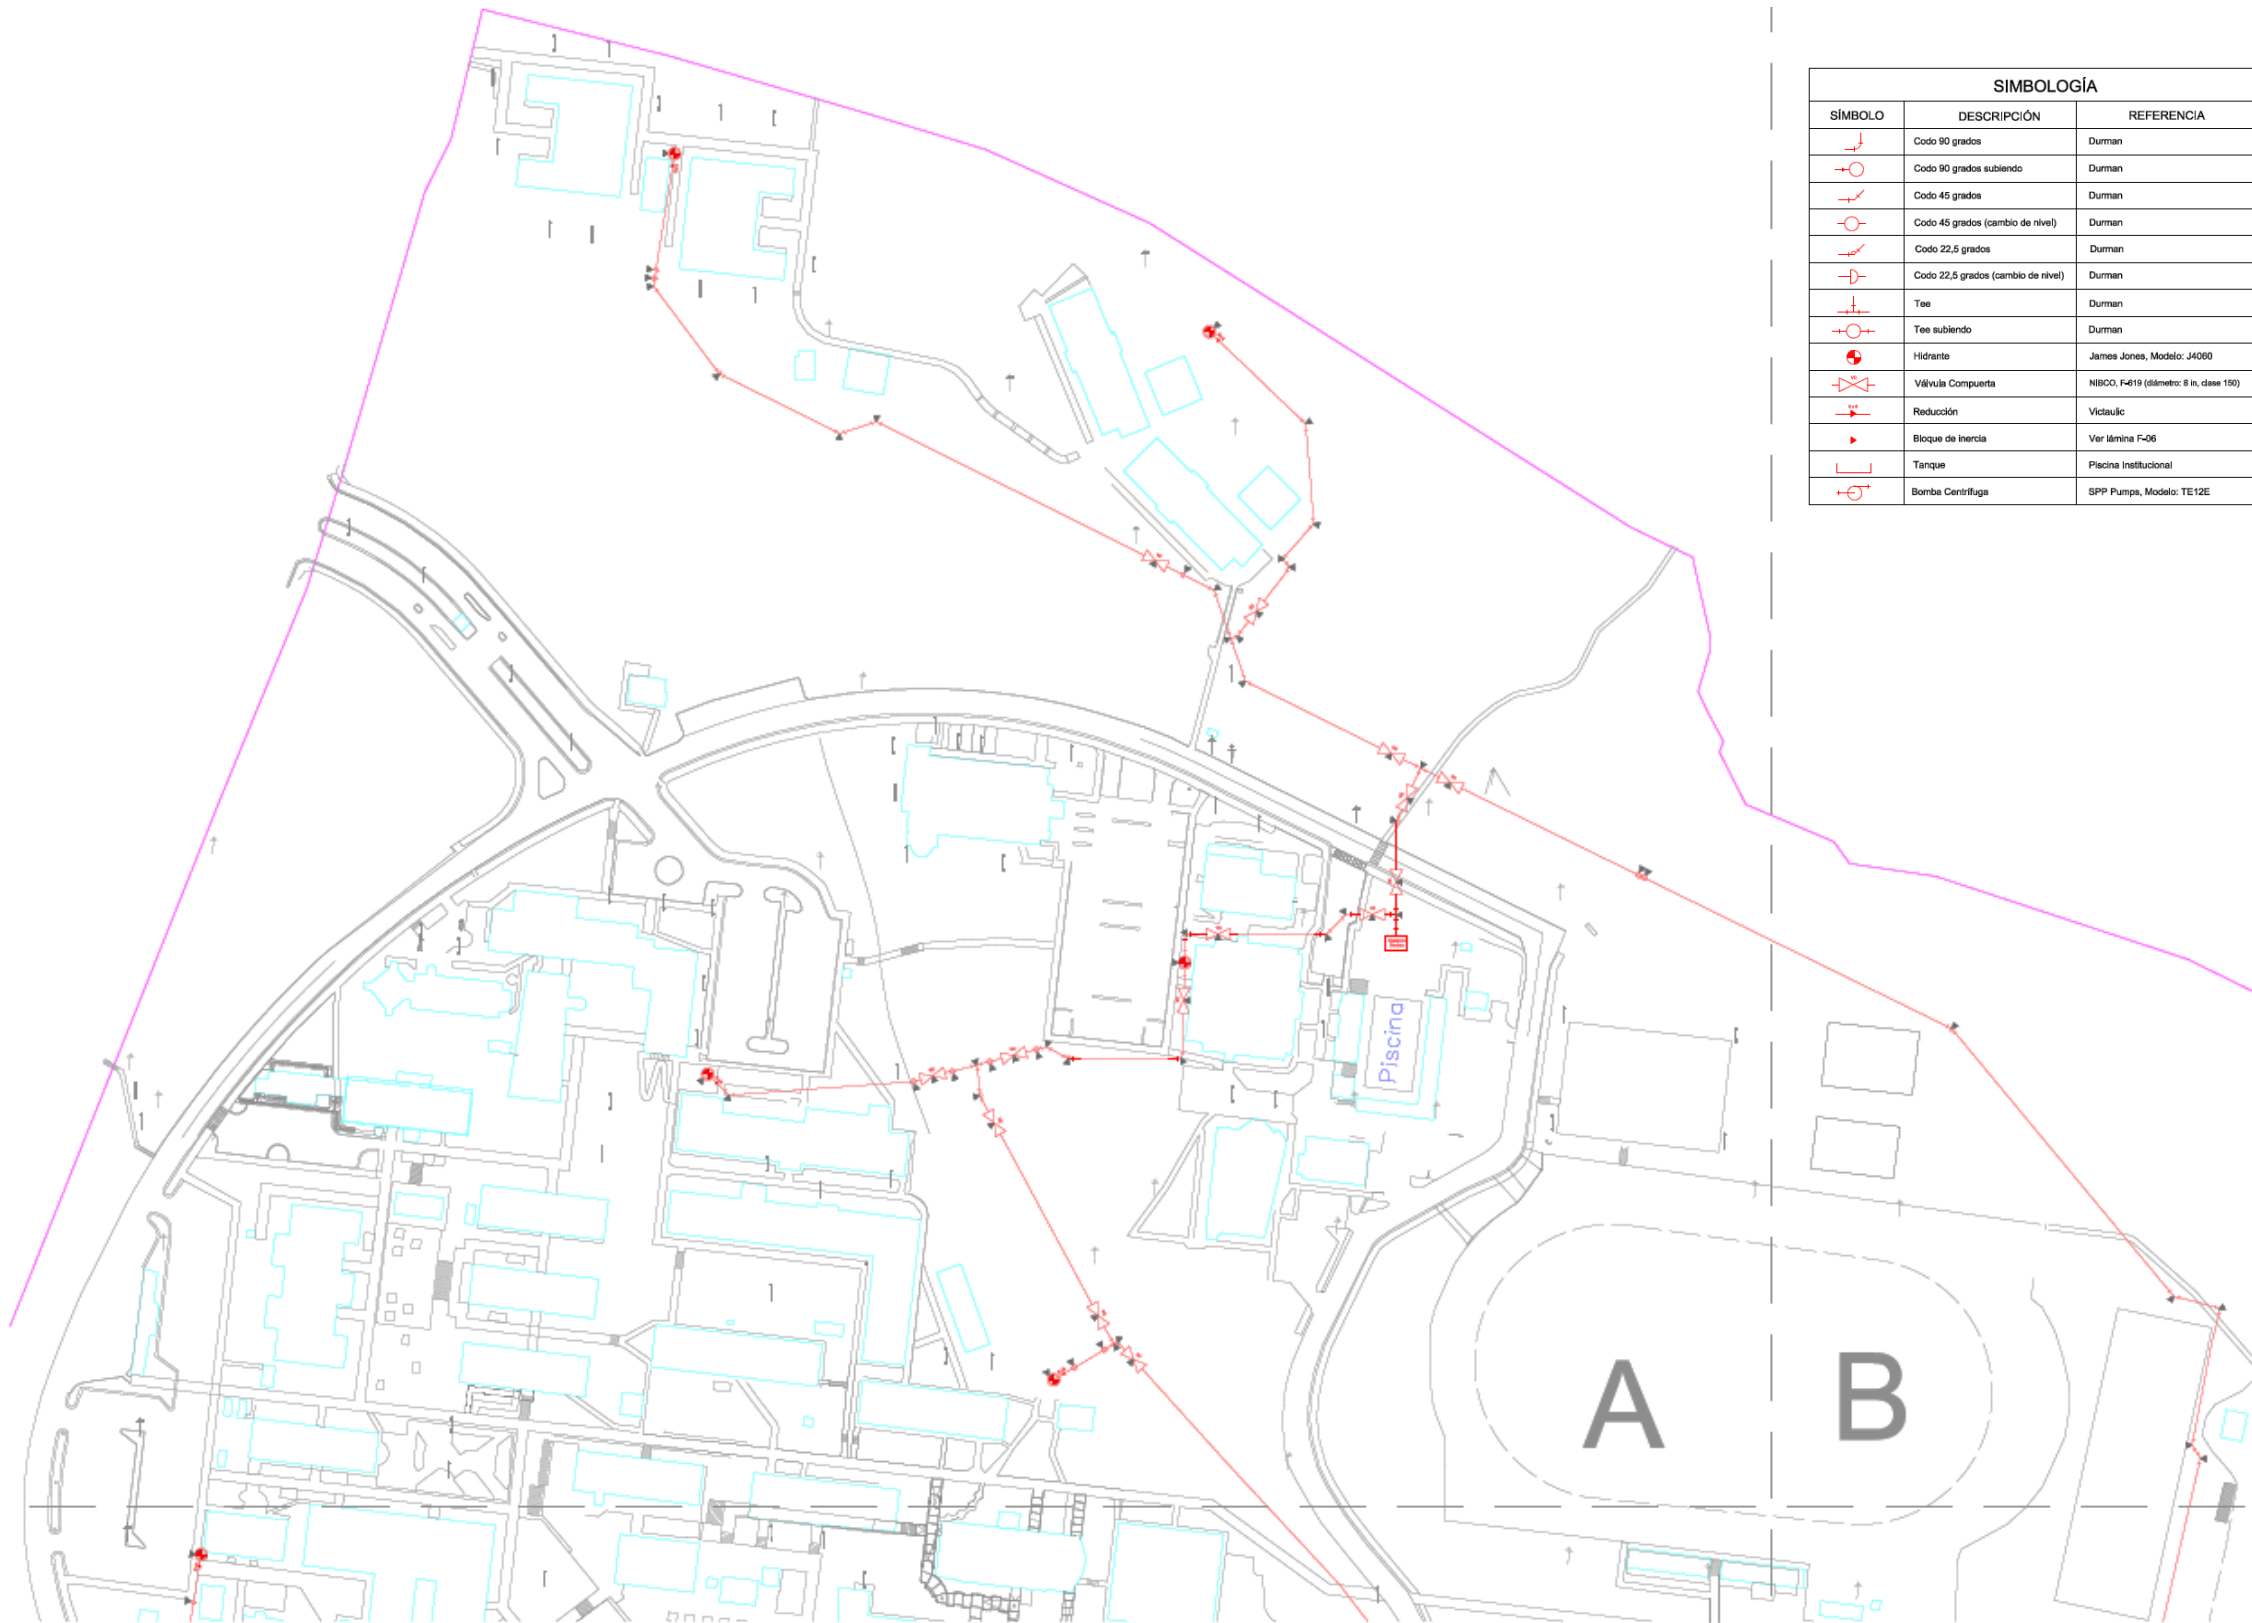 SIMBOLOGÍA
SÍMBOLO DESCRIPCIÓN REFERENCIA
Codo 90 grados Durman
Codo 90 grados subiendo Durman
Codo 45 grados Durman
Codo 45 grados (cambio de nivel) Durman
Codo 22,5 grados Durman
Codo 22,5 grados (cambio de nivel) Durman
Tee Durman
Tee subiendo Durman
Hidrante James Jones, Modelo: J4060
Válvula Compuerta NIBCO, F-619 (diámetro: 8 in, clase 150)
Reducción Victaulic
Bloque de inercia Ver lámina F-06
Tanque Piscina Institucional
Bomba Centrífuga SPP Pumps, Modelo: TE12E
Piscina
A B